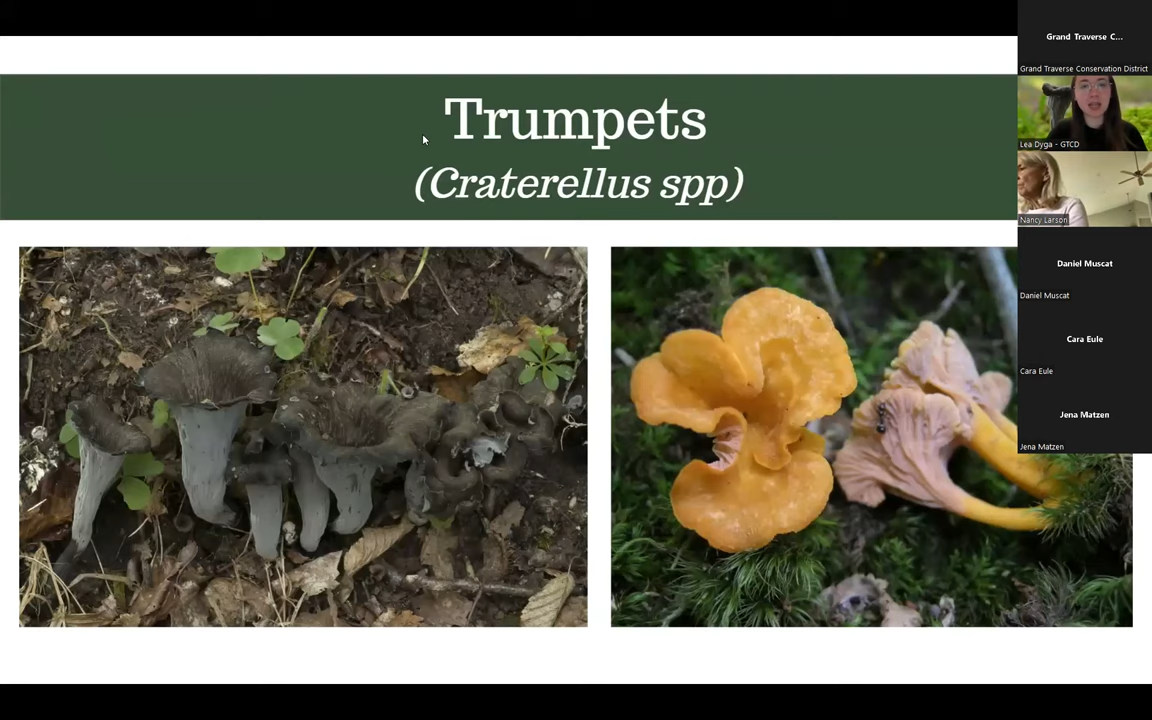 Trumpets
(Craterellus spp)
Grand Traverse C...
Grand Traverse Conservation District
Lea Dyga - GTCD
Nancy Larson
Daniel Muscat
Daniel Muscat
Cara Eule
Cara Eule
Jena Matzen
Jena Matzen